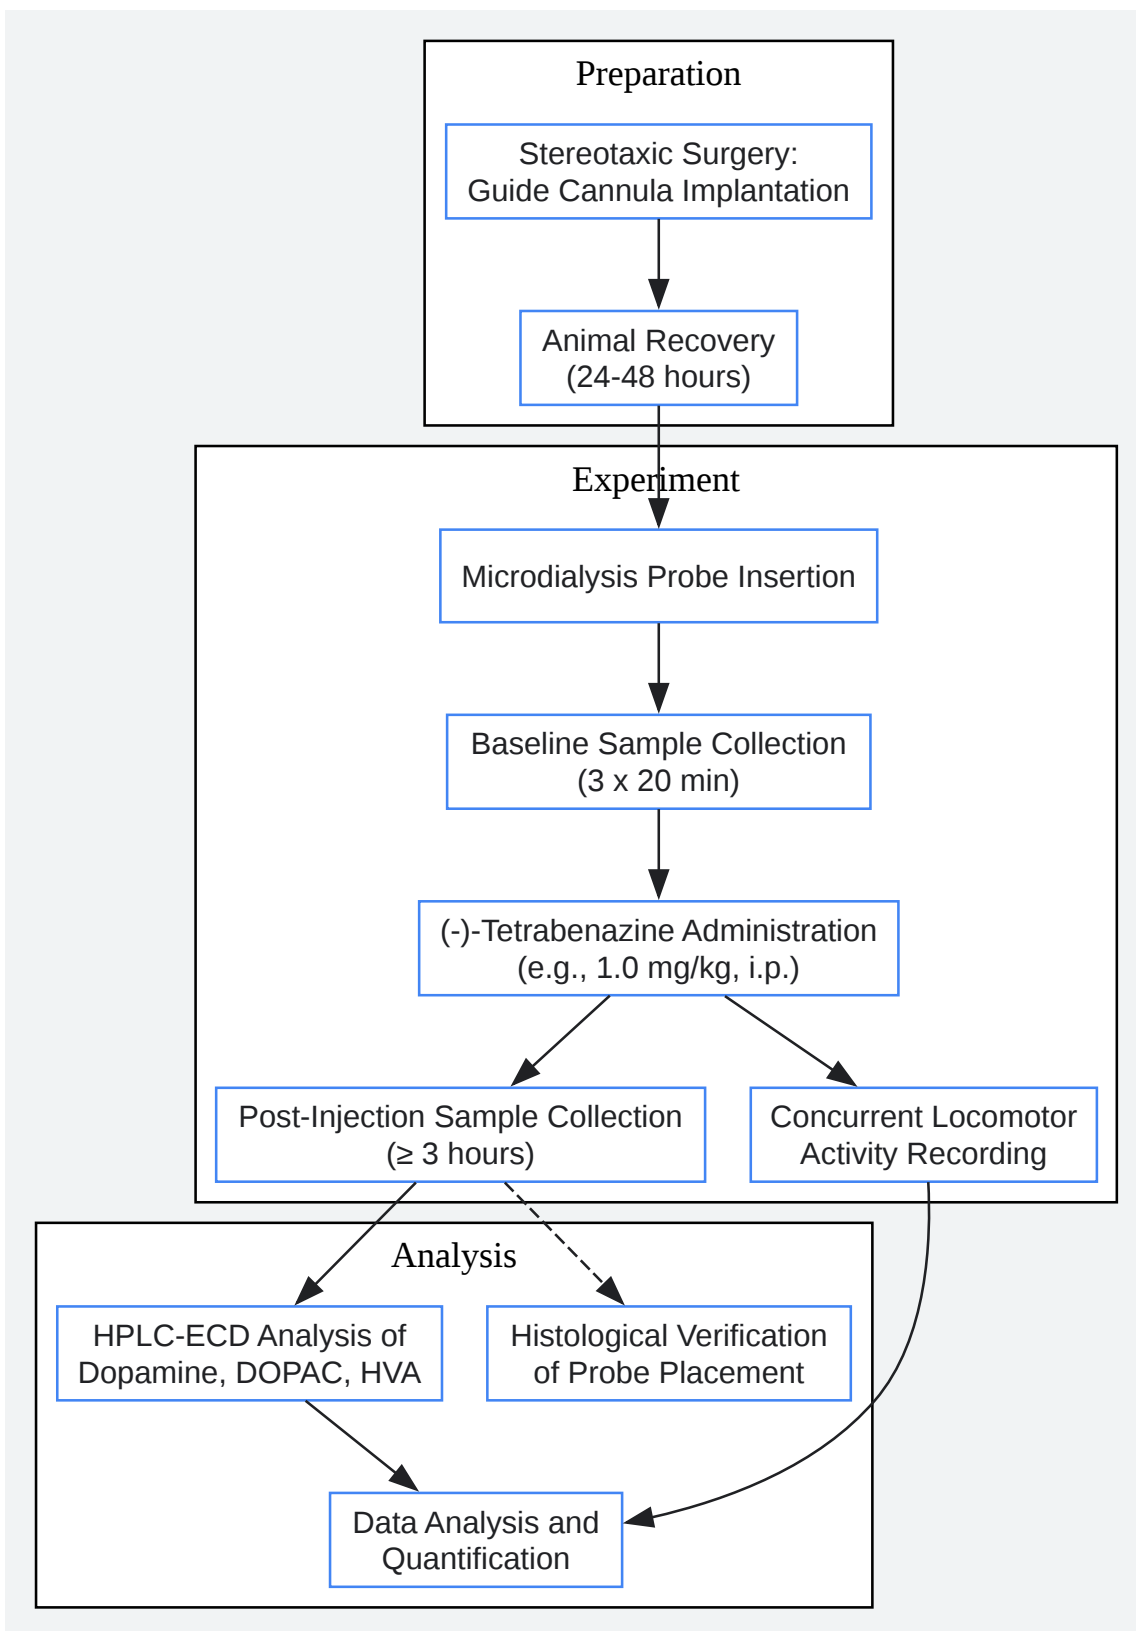 Preparation
Stereotaxic Surgery:
Guide Cannula Implantation
Animal Recovery
(24-48 hours)
Experiment
Microdialysis Probe Insertion
Baseline Sample Collection
(3 x 20 min)
(-)-Tetrabenazine Administration
(e.g., 1.0 mg/kg, i.p.)
Post-Injection Sample Collection
(≥ 3 hours)
Concurrent Locomotor
Activity Recording
Analysis
HPLC-ECD Analysis of
Dopamine, DOPAC, HVA
Histological Verification
of Probe Placement
Data Analysis and
Quantification